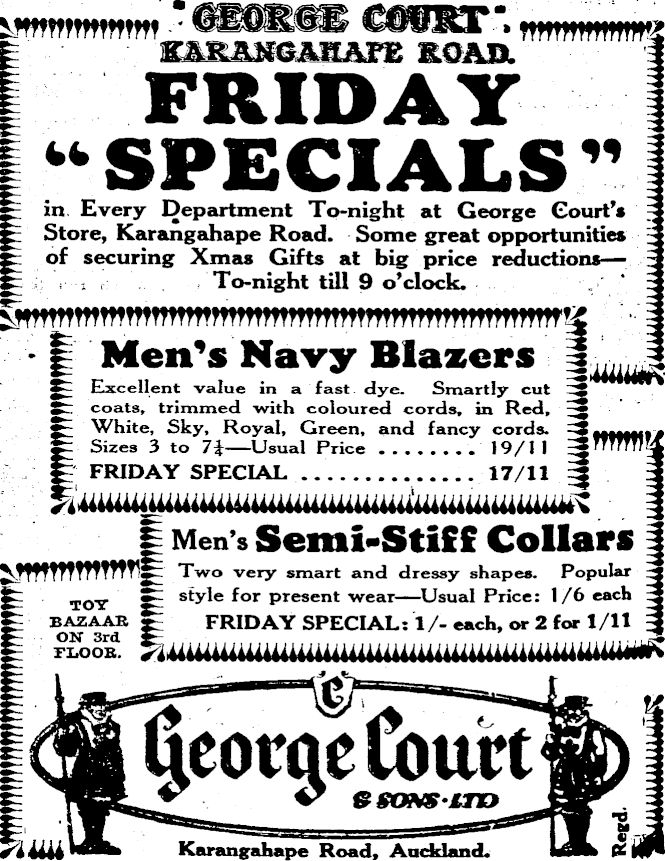 GEORGE COURT
KARANGAHAPE ROAD.
FRIDAY
"SPECIALS"
in Every Department To-night at George Court's
Store, Karangahape Road. Some great opportunities
of securing Xmas Gifts at big price reductions—
To-night till 9 o'clock.
Men's Navy Blazers
Excellent value in a fast dye. Smartly cut
coats, trimmed with coloured cords, in Red,
White, Sky, Royal, Green, and fancy cords.
Sizes 3 to 7½—Usual Price ........ 19/11
FRIDAY SPECIAL ............. 17/11
Men's Semi-Stiff Collars
Two very smart and dressy shapes. Popular
style for present wear—Usual Price: 1/6 each
FRIDAY SPECIAL: 1/- each, or 2 for 1/11
TOY
BAZAAR
ON 3rd
FLOOR.
C
George Court
& SONS · LTD
Karangahape Road, Auckland.
Regd.